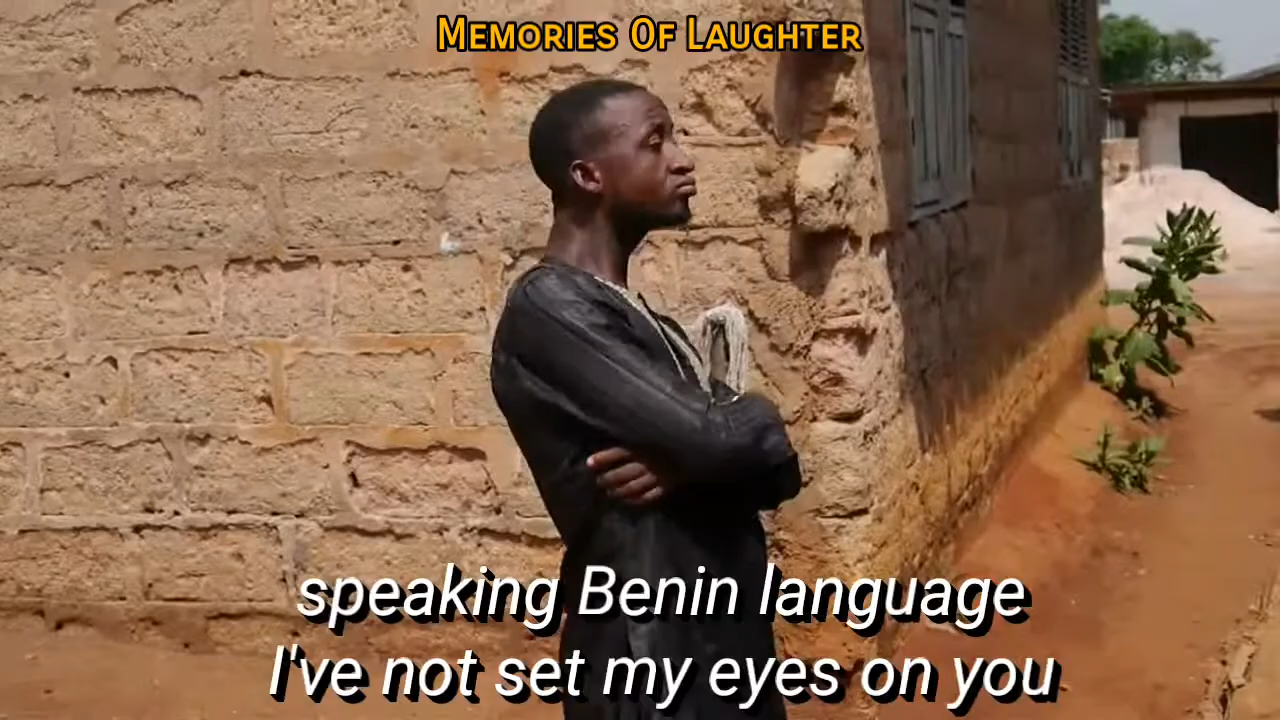 Memories Of Laughter
speaking Benin language
I've not set my eyes on you